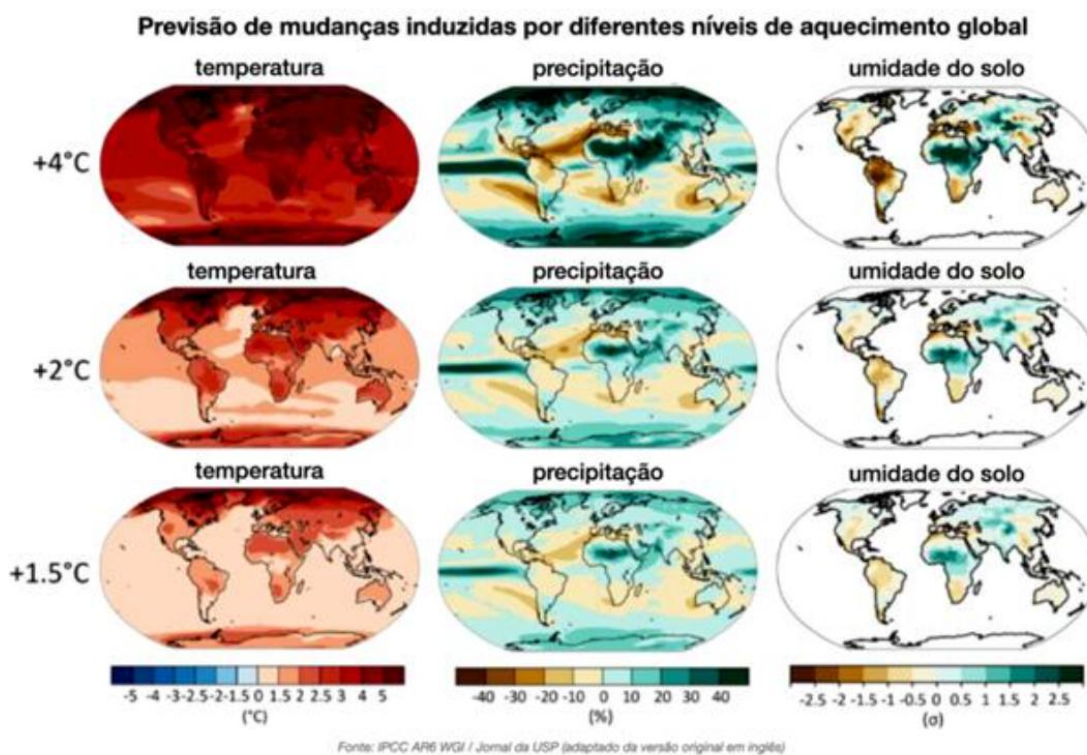 Previsão de mudanças induzidas por diferentes níveis de aquecimento global
temperatura precipitação umidade do solo
+4°C
temperatura precipitação umidade do solo
+2°C
temperatura precipitação umidade do solo
+1.5°C
-5 -4 -3 -2.5 -2 -1.5 0 1.5 2 2.5 3 4 5
(°C)
-40 -30 -20 -10 0 10 20 30 40
(%)
-2.5 -2 -1.5 -1 -0.5 0 0.5 1 1.5 2 2.5
(σ)
Fonte: IPCC AR6 WGI / Jornal da USP (adaptado da versão original em inglês)